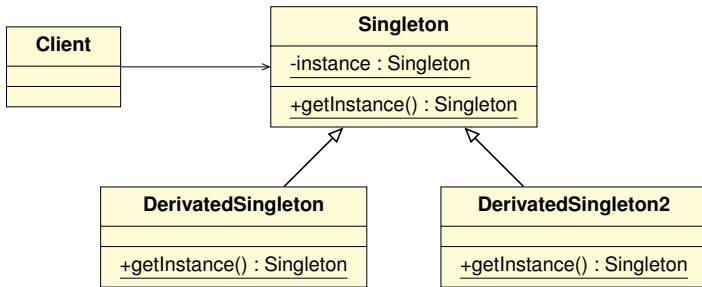 Singleton
Client
-instance : Singleton
+getInstance() : Singleton
DerivatedSingleton
DerivatedSingleton2
+getInstance() : Singleton
+getInstance() : Singleton